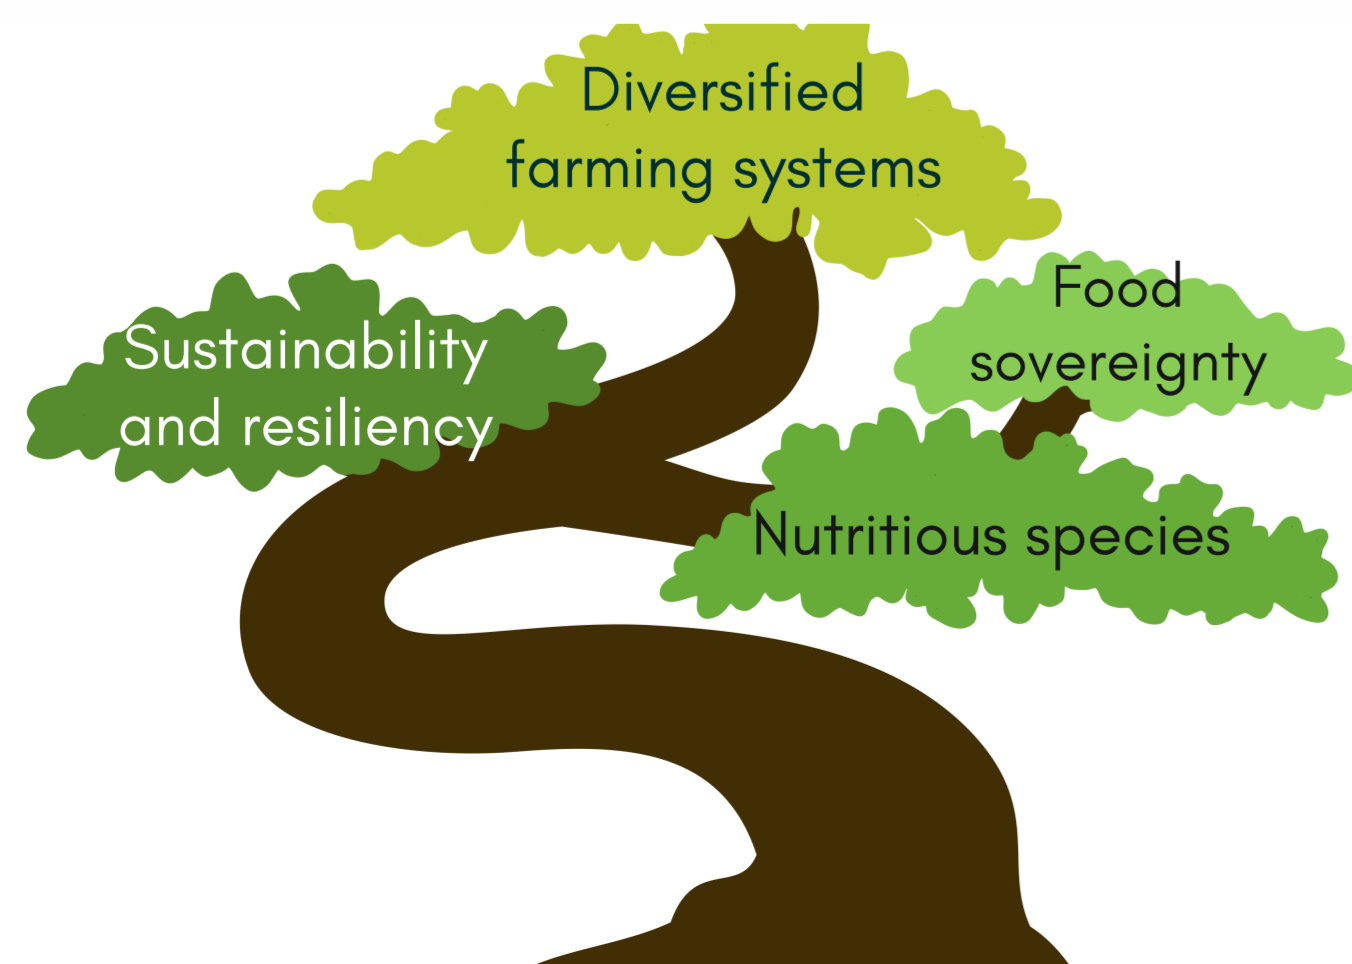 Diversified
farming systems
Food
sovereignty
Sustainability
and resiliency
Nutritious species